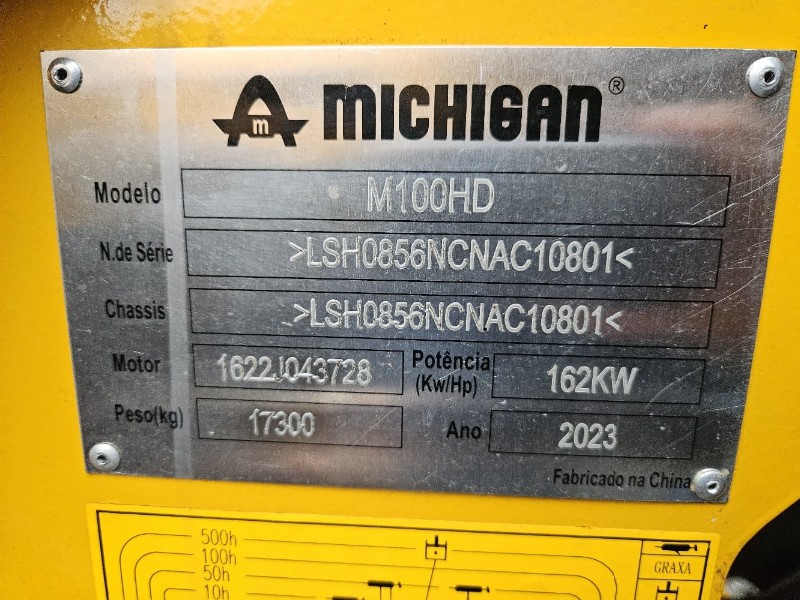 m MICHIGAN®
Modelo M100HD
N.de Série >LSH0856NCNAC10801<
Chassis >LSH0856NCNAC10801<
Motor 1622J043728 Potência (Kw/Hp) 162KW
Peso(kg) 17300 Ano 2023
Fabricado na China
500h
100h
50h
10h
GRAXA